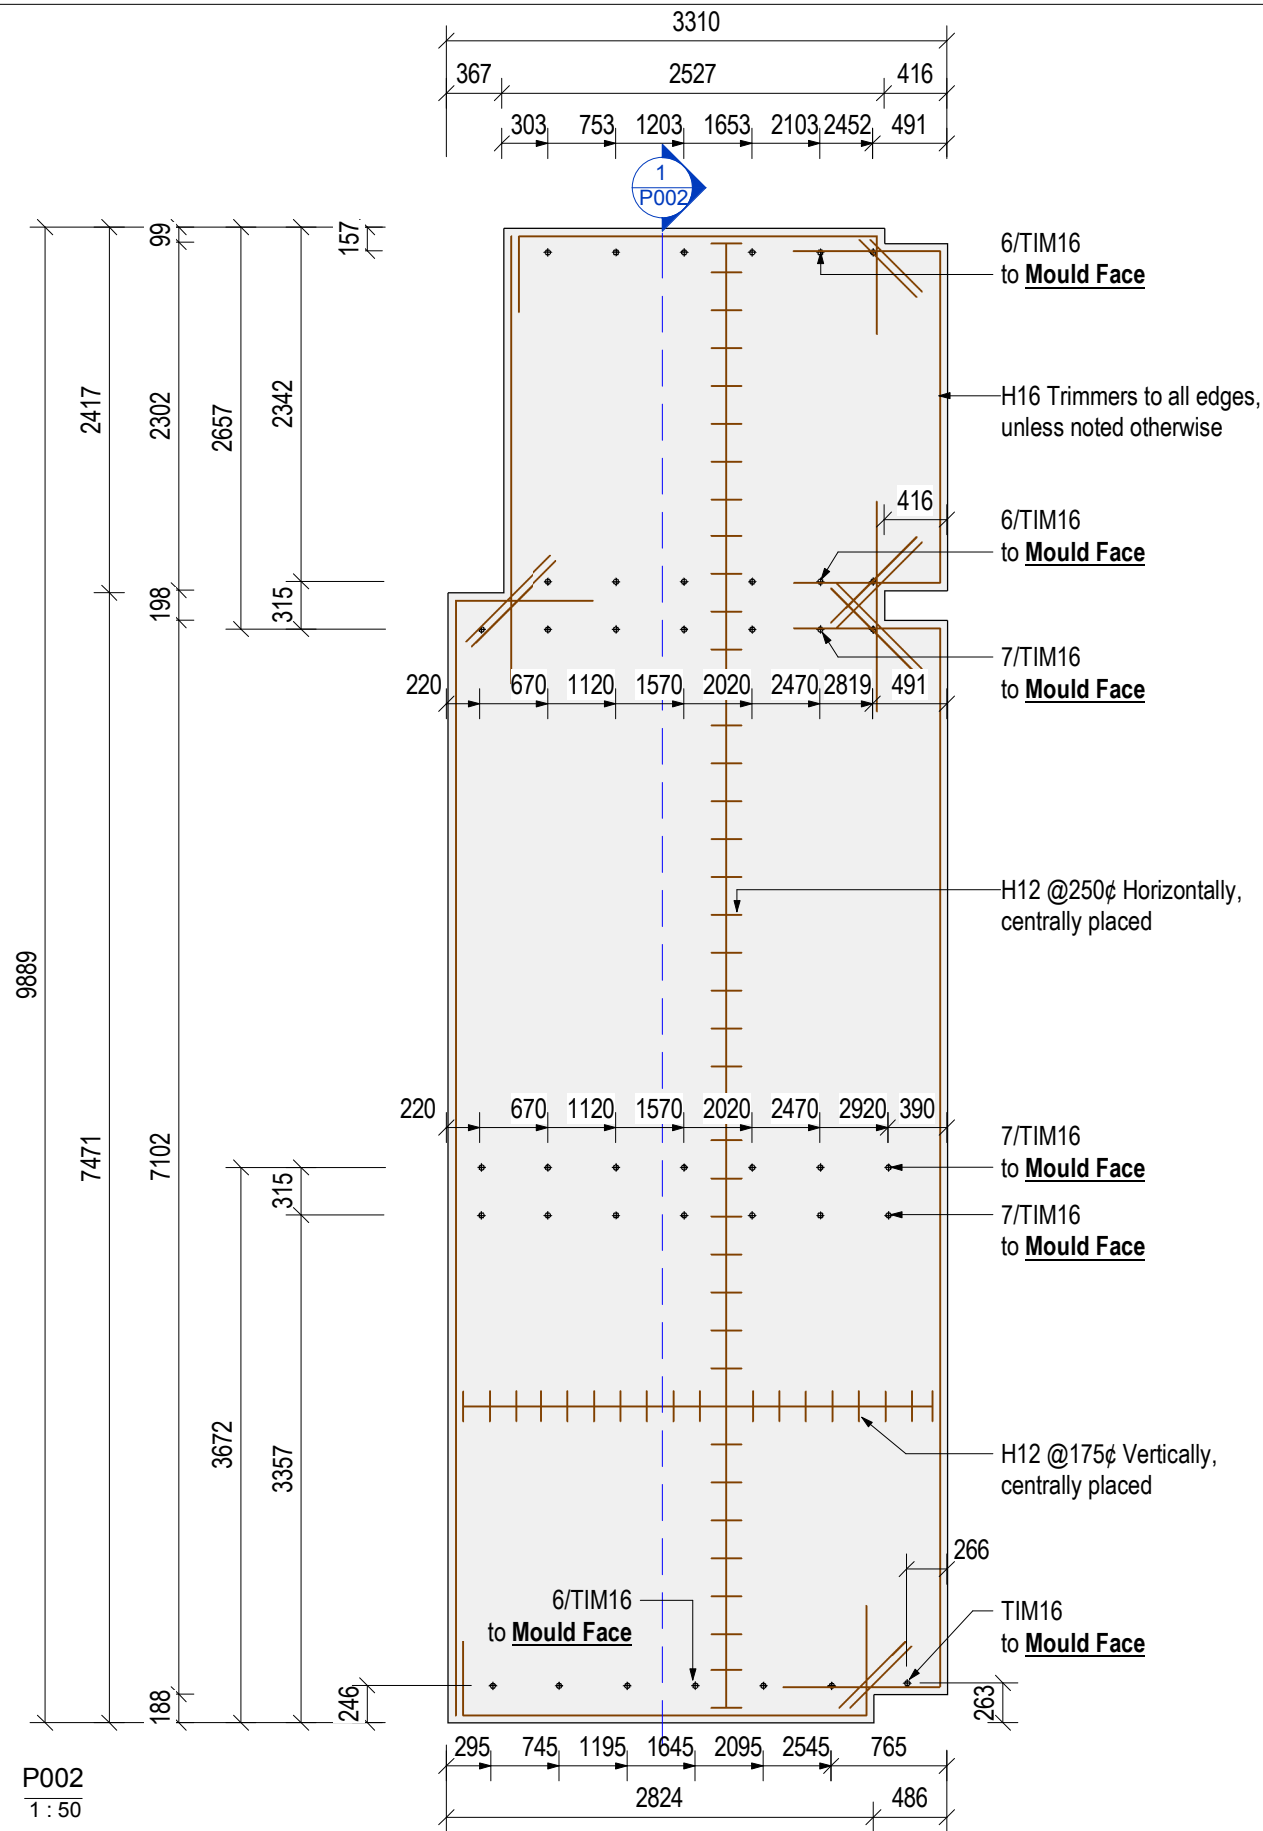 3310
367
2527
416
303
753
1203
1653
2103
2452
491
1
P002
99
157
6/TIM16
to Mould Face
2417
2302
2657
2342
H16 Trimmers to all edges,
unless noted otherwise
416
6/TIM16
to Mould Face
198
315
7/TIM16
to Mould Face
220
670
1120
1570
2020
2470
2819
491
H12 @250¢ Horizontally,
centrally placed
9889
220
670
1120
1570
2020
2470
2920
390
7/TIM16
to Mould Face
7471
7102
315
7/TIM16
to Mould Face
3672
3357
H12 @175¢ Vertically,
centrally placed
266
6/TIM16
to Mould Face
TIM16
to Mould Face
188
246
263
295
745
1195
1645
2095
2545
765
P002
1 : 50
2824
486